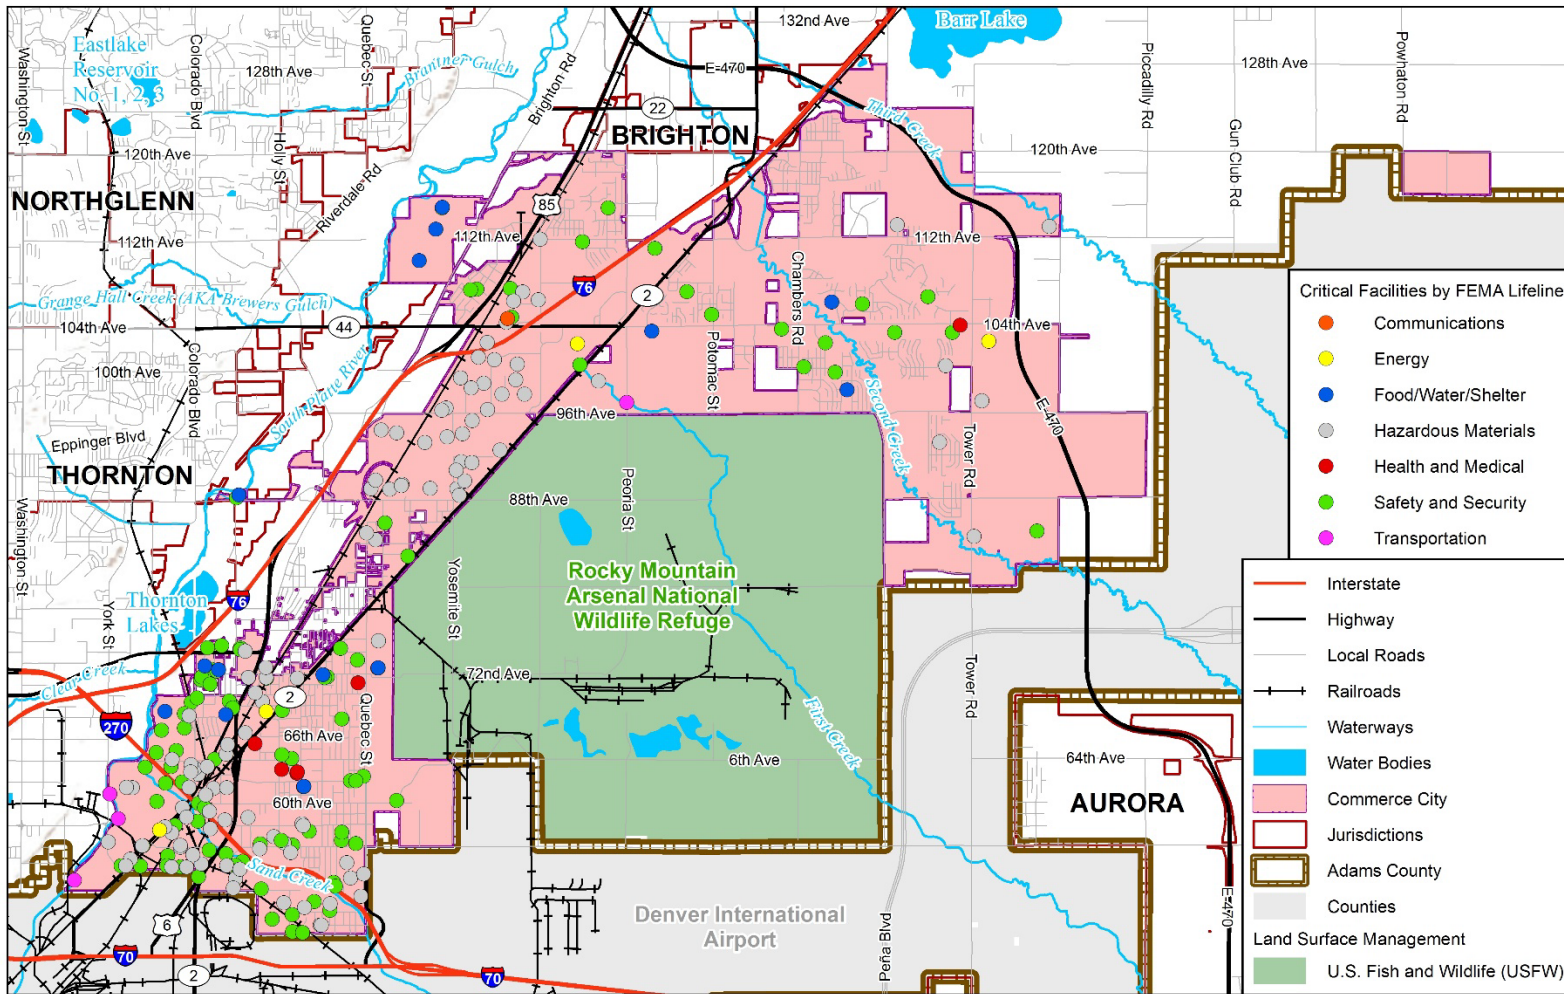 132nd Ave
Barr Lake
Eastlake
Reservoir
No. 1, 2, 3
Washington St
Colorado Blvd
Quebec St
128th Ave
Brantner Gulch
Brighton Rd
E-470
128th Ave
Piccadilly Rd
Powhaton Rd
22
BRIGHTON
Third Creek
120th Ave
Holly St
120th Ave
Gun Club Rd
Riverdale Rd
NORTHGLENN
85
112th Ave
112th Ave
112th Ave
Chambers Rd
Grange Hall Creek (AKA Brewers Gulch)
76
2
104th Ave
44
104th Ave
Potomac St
South Platte River
100th Ave
Colorado Blvd
Second Creek
E-470
96th Ave
Eppinger Blvd
THORNTON
Tower Rd
Peoria St
88th Ave
Washington St
Yosemite St
Rocky Mountain
Arsenal National
Wildlife Refuge
76
Thornton
Lakes
York St
Clear Creek
72nd Ave
2
Quebec St
First Creek
Tower Rd
270
66th Ave
6th Ave
64th Ave
60th Ave
AURORA
Sand Creek
E-470
Denver International
Airport
Peña Blvd
6
70
2
70
Critical Facilities by FEMA Lifeline
Communications
Energy
Food/Water/Shelter
Hazardous Materials
Health and Medical
Safety and Security
Transportation
Interstate
Highway
Local Roads
Railroads
Waterways
Water Bodies
Commerce City
Jurisdictions
Adams County
Counties
Land Surface Management
U.S. Fish and Wildlife (USFW)